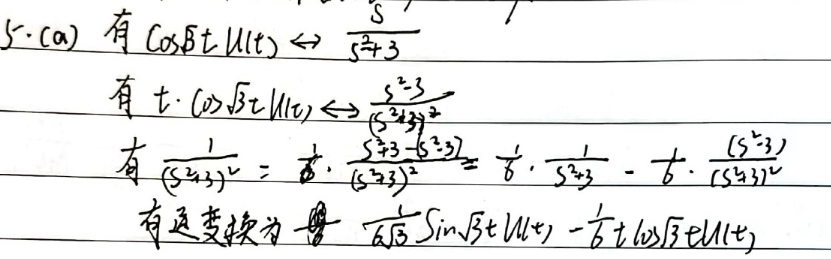 5.(a) 有 cos√3t u(t) ↔ s/(s²+3)
有 t·cos√3t u(t) ↔ (s²-3)/(s²+3)²
有 1/(s²+3)² = 1/6 · (s²+3-(s²-3))/(s²+3)² = 1/6 · 1/(s²+3) - 1/6 · (s²-3)/(s²+3)²
有逆变换为 1/(6√3) sin√3t u(t) - 1/6 t cos√3t u(t)